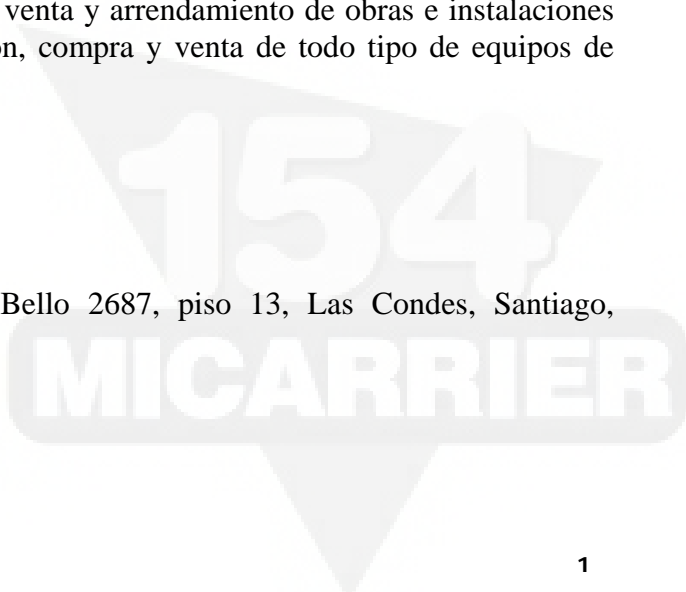 venta y arrendamiento de obras e instalaciones
compra y venta de todo tipo de equipos de
154
Bello 2687, piso 13, Las Condes, Santiago,
MICARRIER
1